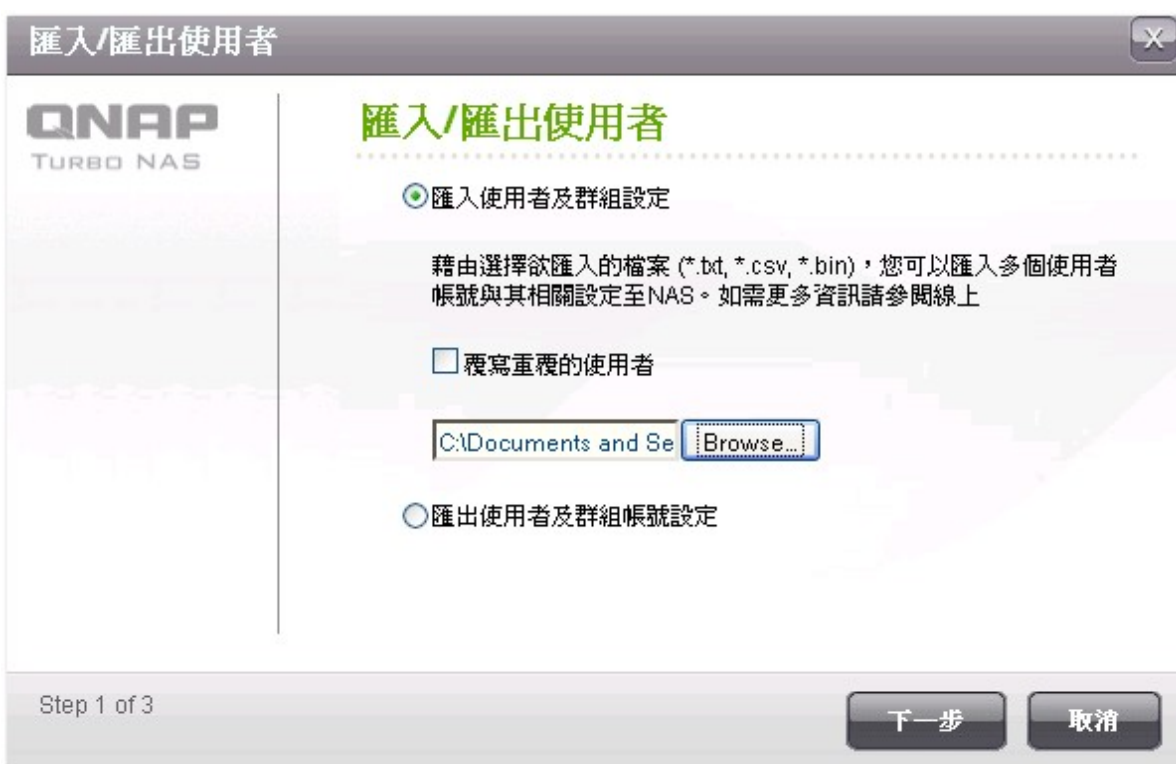 匯入/匯出使用者
X
QNAP
TURBO NAS
匯入/匯出使用者
匯入使用者及群組設定
藉由選擇欲匯入的檔案 (*.txt, *.csv, *.bin)，您可以匯入多個使用者
帳號與其相關設定至NAS。如需更多資訊請參閱線上
覆寫重覆的使用者
C:\Documents and Se Browse...
匯出使用者及群組帳號設定
Step 1 of 3
下一步 取消